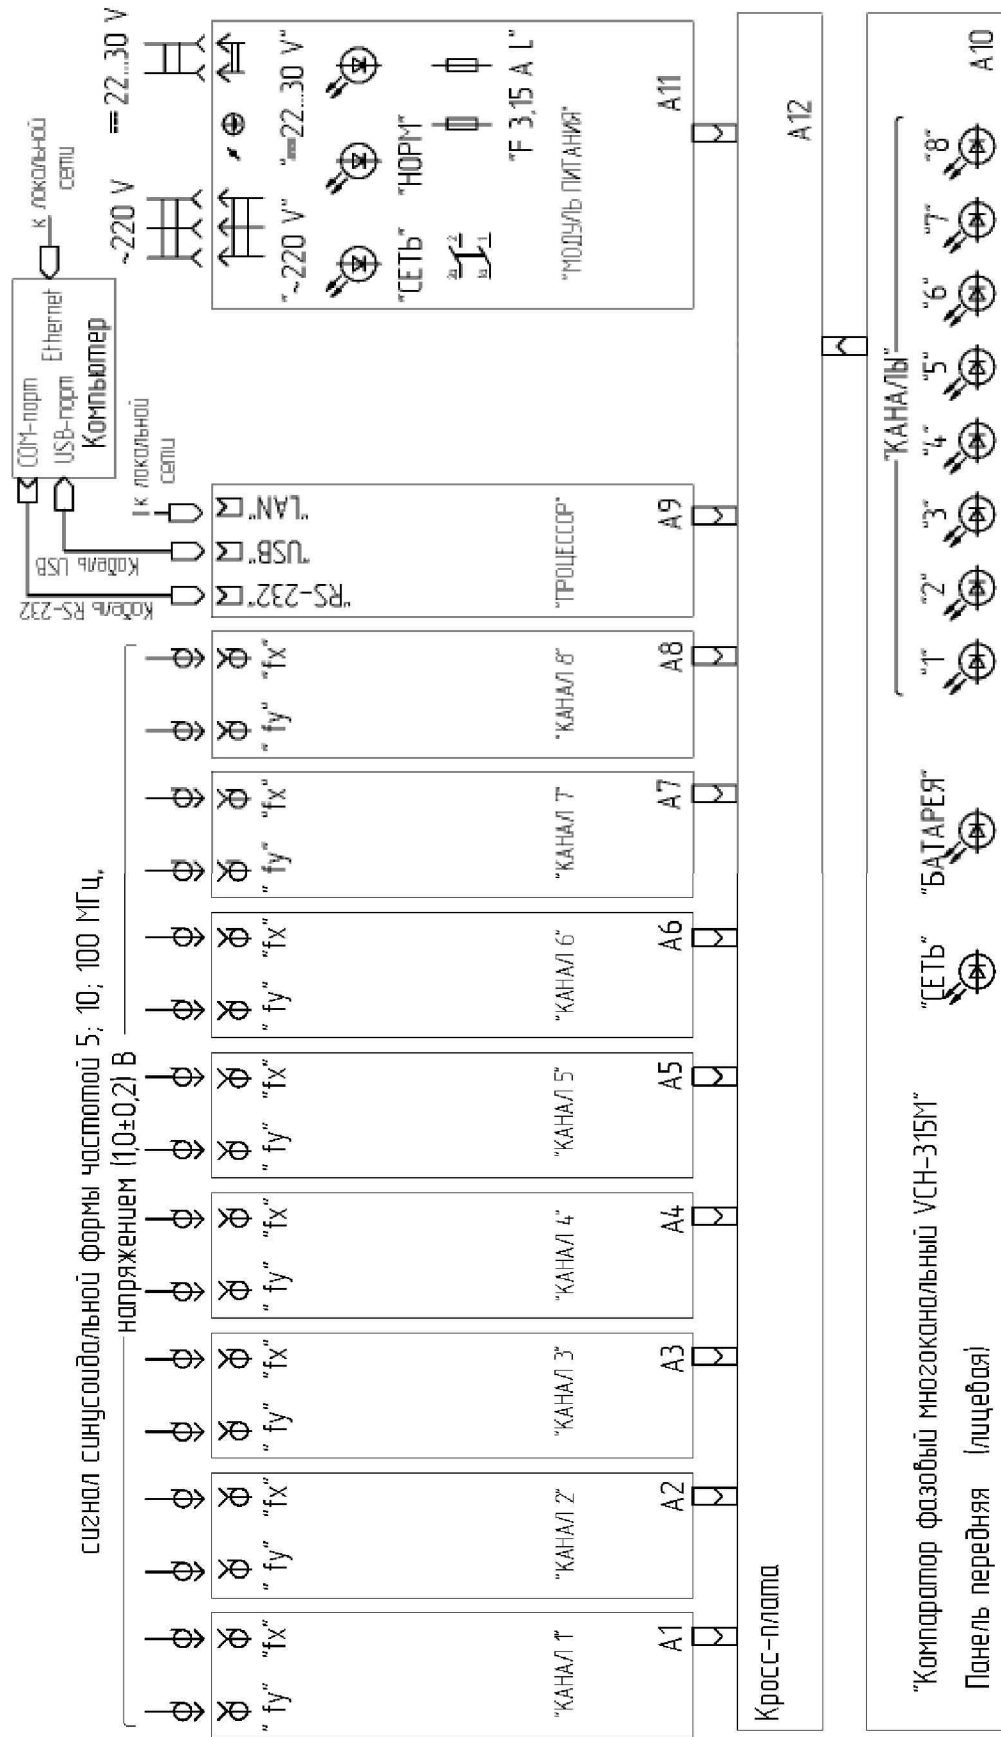 сигнал синусоидальной формы частотой 5; 10; 100 МГц,
напряжением (1,0±0,2) В
Кабель RS-232
Кабель USB
COM-порт
USB-порт
Ethernet
Компьютер
к локальной
сети
к локальной
сети
~220 V
22...30 V
" fy" "fx"
" fy" "fx"
" fy" "fx"
" fy" "fx"
" fy" "fx"
" fy" "fx"
" fy" "fx"
" fy" "fx"
"RS-232"
"USB"
"LAN"
"~220 V"
"22...30 V"
"СЕТЬ"
"НОРМ"
"F 3,15 A L"
"КАНАЛ 1"
"КАНАЛ 2"
"КАНАЛ 3"
"КАНАЛ 4"
"КАНАЛ 5"
"КАНАЛ 6"
"КАНАЛ 7"
"КАНАЛ 8"
"ПРОЦЕССОР"
"МОДУЛЬ ПИТАНИЯ"
A1
A2
A3
A4
A5
A6
A7
A8
A9
A11
Кросс-плата
A12
"Компаратор фазовый многоканальный VCH-315M"
Панель передняя (лицевая)
"СЕТЬ"
"БАТАРЕЯ"
"КАНАЛЫ"
"1" "2" "3" "4" "5" "6" "7" "8"
A10